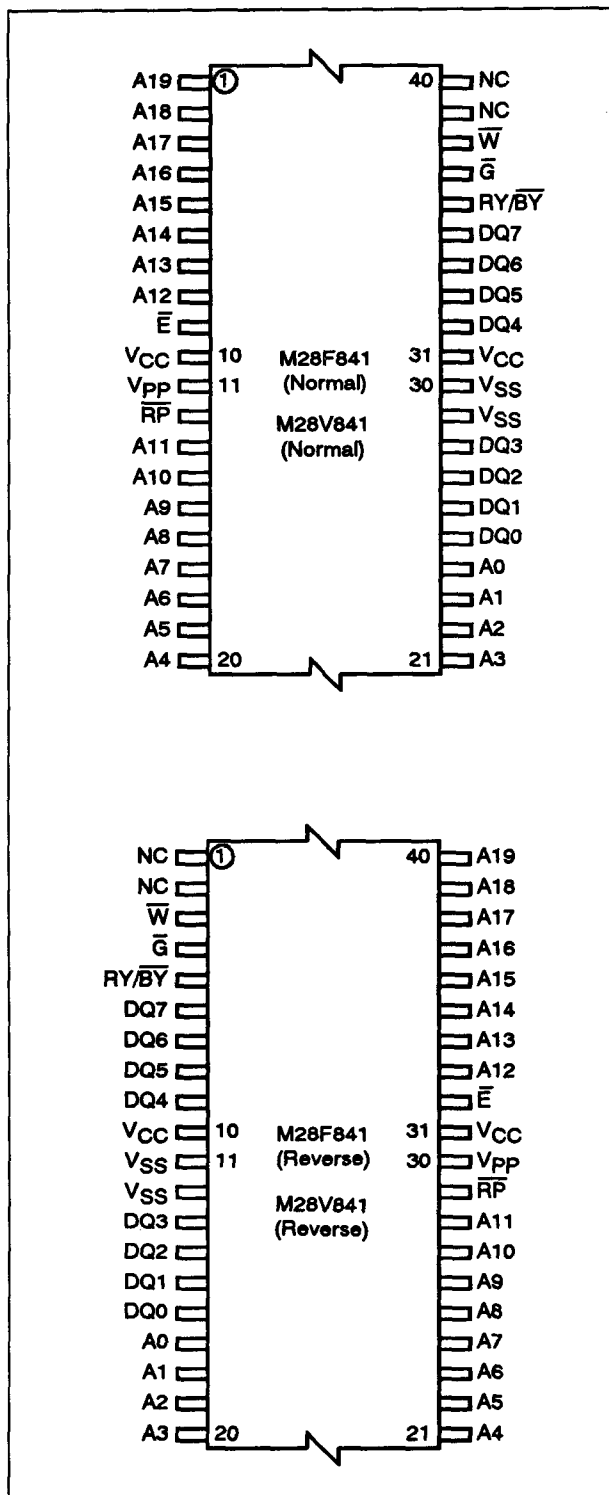 A19 1 40 NC
A18 NC
A17 W̅
A16 G̅
A15 RY/B̅Y̅
A14 DQ7
A13 DQ6
A12 DQ5
E̅ DQ4
VCC 10 M28F841 31 VCC
VPP 11 (Normal) 30 VSS
R̅P̅ M28V841 VSS
A11 (Normal) DQ3
A10 DQ2
A9 DQ1
A8 DQ0
A7 A0
A6 A1
A5 A2
A4 20 21 A3
NC 1 40 A19
NC A18
W̅ A17
G̅ A16
RY/B̅Y̅ A15
DQ7 A14
DQ6 A13
DQ5 A12
DQ4 E̅
VCC 10 M28F841 31 VCC
VSS 11 (Reverse) 30 VPP
VSS M28V841 R̅P̅
DQ3 (Reverse) A11
DQ2 A10
DQ1 A9
DQ0 A8
A0 A7
A1 A6
A2 A5
A3 20 21 A4